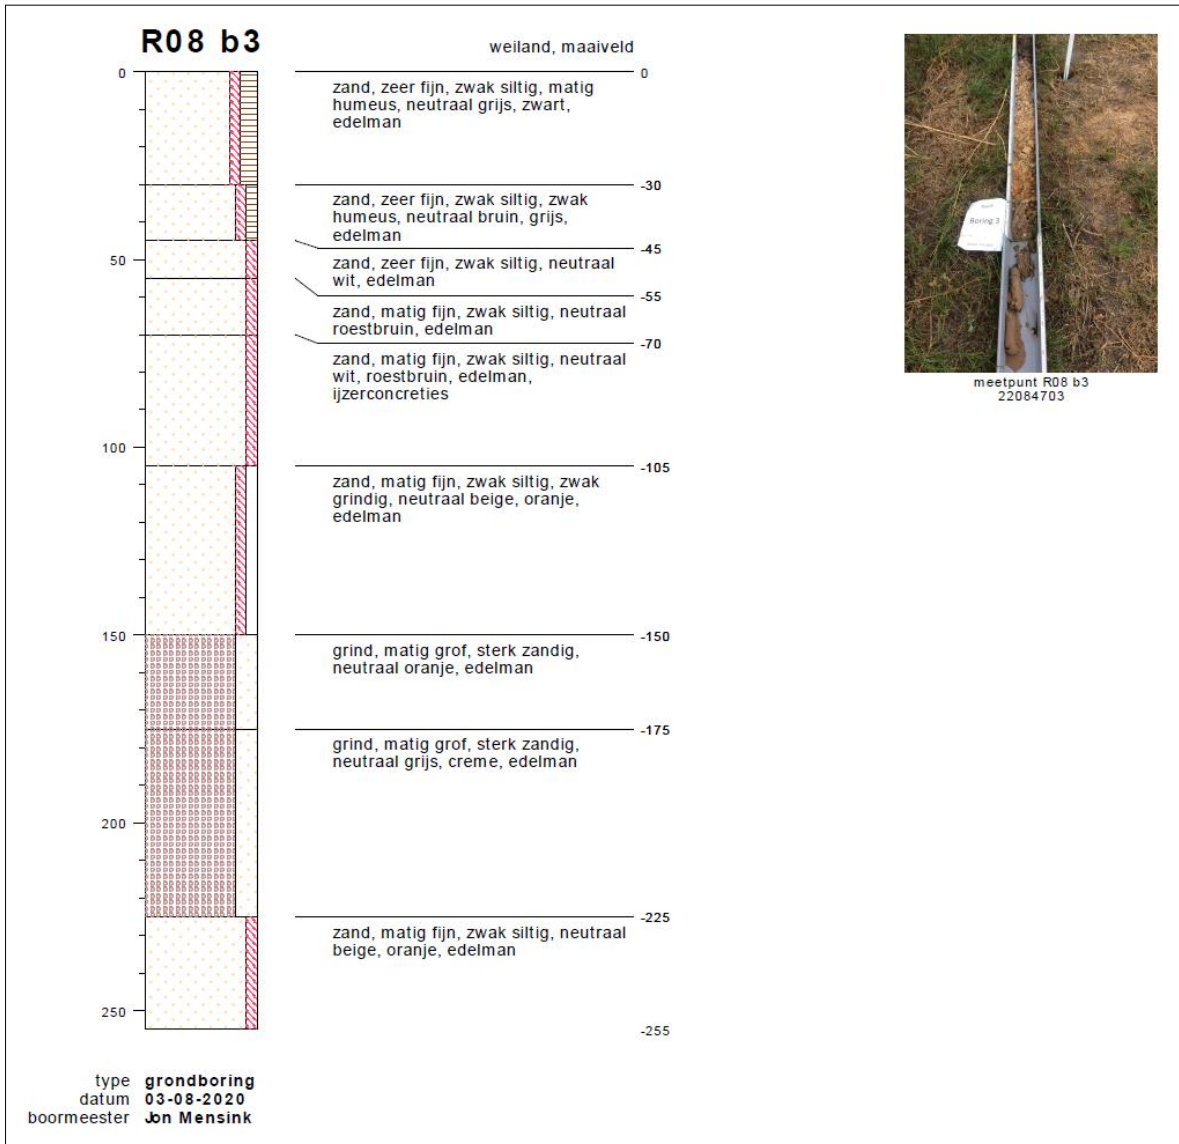 R08 b3
weiland, maaiveld
0
0
zand, zeer fijn, zwak siltig, matig
humeus, neutraal grijs, zwart,
edelman
-30
zand, zeer fijn, zwak siltig, zwak
humeus, neutraal bruin, grijs,
edelman
-45
50
zand, zeer fijn, zwak siltig, neutraal
wit, edelman
-55
zand, matig fijn, zwak siltig, neutraal
roestbruin, edelman
-70
zand, matig fijn, zwak siltig, neutraal
wit, roestbruin, edelman,
ijzerconcreties
100
-105
zand, matig fijn, zwak siltig, zwak
grindig, neutraal beige, oranje,
edelman
150
-150
grind, matig grof, sterk zandig,
neutraal oranje, edelman
-175
grind, matig grof, sterk zandig,
neutraal grijs, creme, edelman
200
-225
zand, matig fijn, zwak siltig, neutraal
beige, oranje, edelman
250
-255
type grondboring
datum 03-08-2020
boormeester Jon Mensink
Boring 3
meetpunt R08 b3
22084703